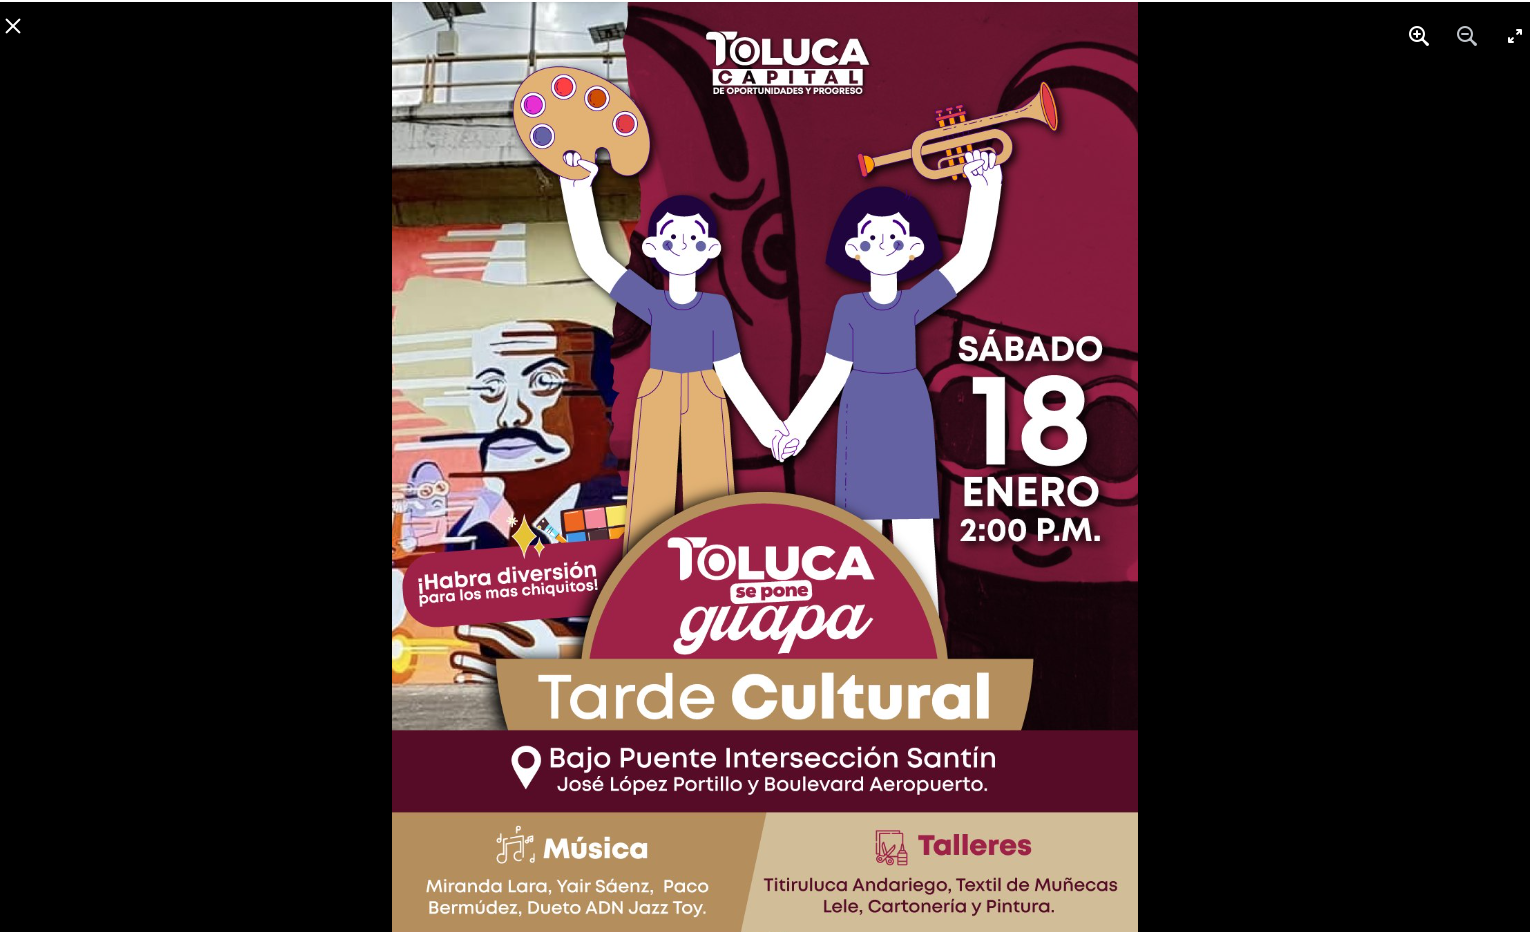 TOLUCA
CAPITAL
DE OPORTUNIDADES Y PROGRESO
SÁBADO
18
ENERO
2:00 P.M.
¡Habra diversión
para los mas chiquitos!
TOLUCA
se pone
guapa
Tarde Cultural
Bajo Puente Intersección Santín
José López Portillo y Boulevard Aeropuerto.
Música
Miranda Lara, Yair Sáenz, Paco
Bermúdez, Dueto ADN Jazz Toy.
Talleres
Titiruluca Andariego, Textil de Muñecas
Lele, Cartonería y Pintura.